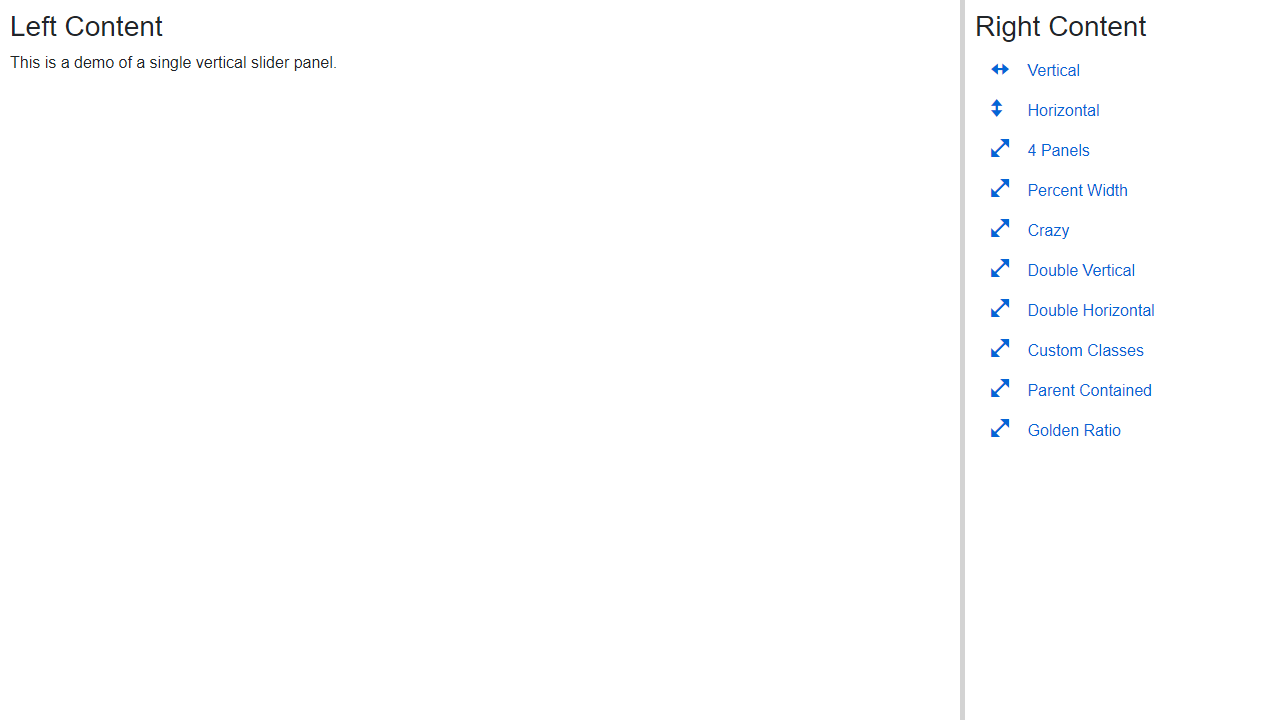 Left Content
This is a demo of a single vertical slider panel.
Right Content
Vertical
Horizontal
4 Panels
Percent Width
Crazy
Double Vertical
Double Horizontal
Custom Classes
Parent Contained
Golden Ratio